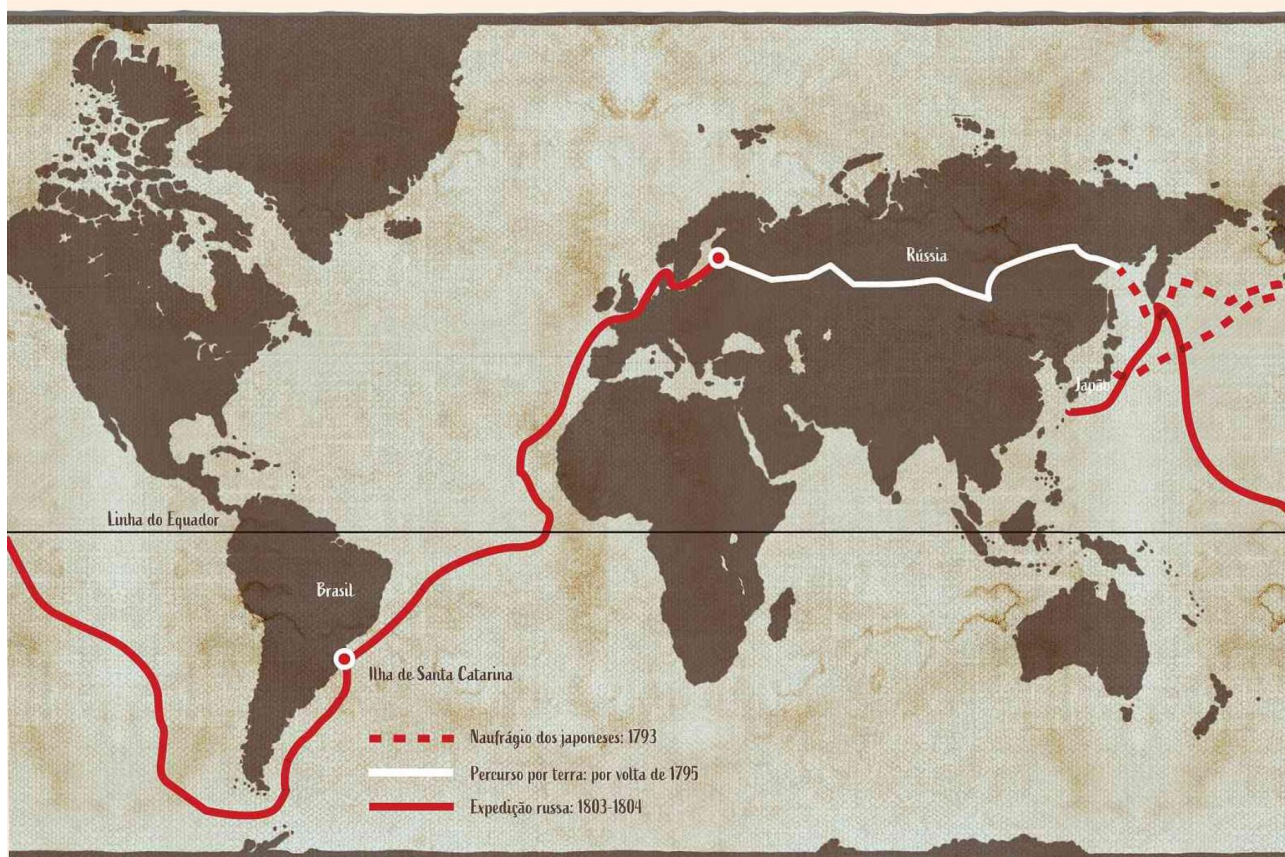 Rússia
Japão
Linha do Equador
Brasil
Ilha de Santa Catarina
Naufrágio dos japoneses: 1793
Percurso por terra: por volta de 1795
Expedição russa: 1803-1804